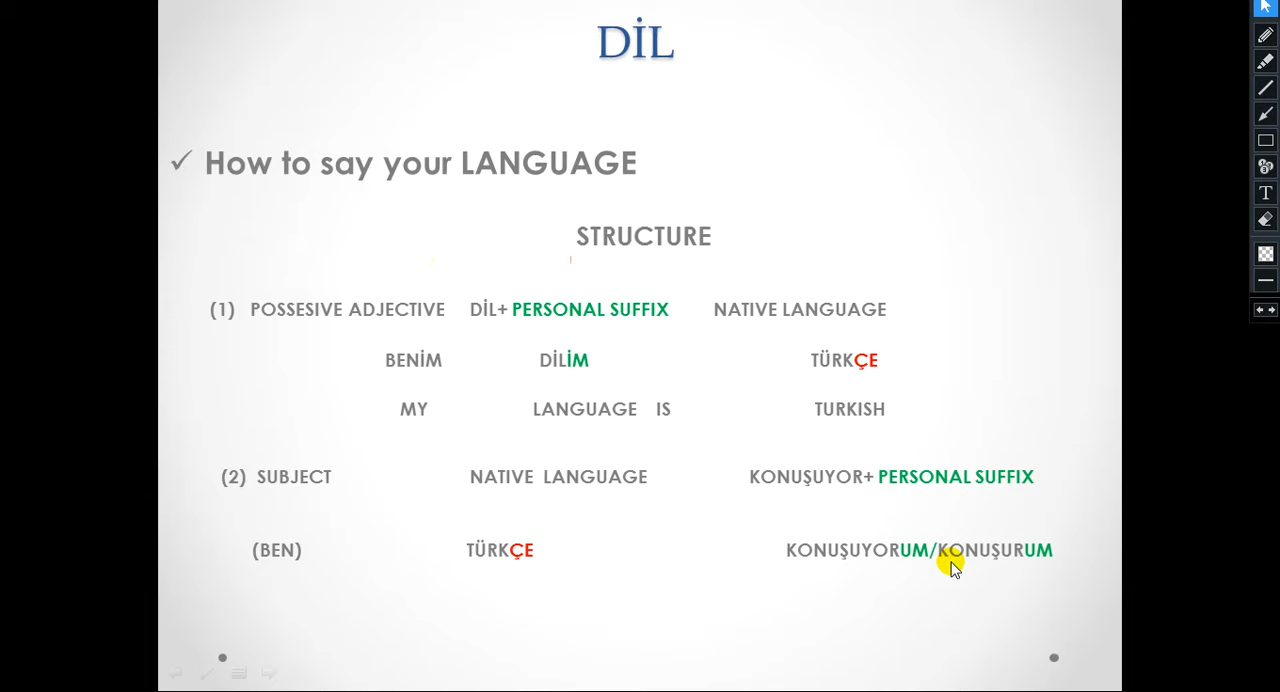 DİL
✓ How to say your LANGUAGE
STRUCTURE
(1) POSSESIVE ADJECTIVE DİL+ PERSONAL SUFFIX NATIVE LANGUAGE
BENİM DİLİM TÜRKÇE
MY LANGUAGE IS TURKISH
(2) SUBJECT NATIVE LANGUAGE KONUŞUYOR+ PERSONAL SUFFIX
(BEN) TÜRKÇE KONUŞUYORUM/KONUŞURUM